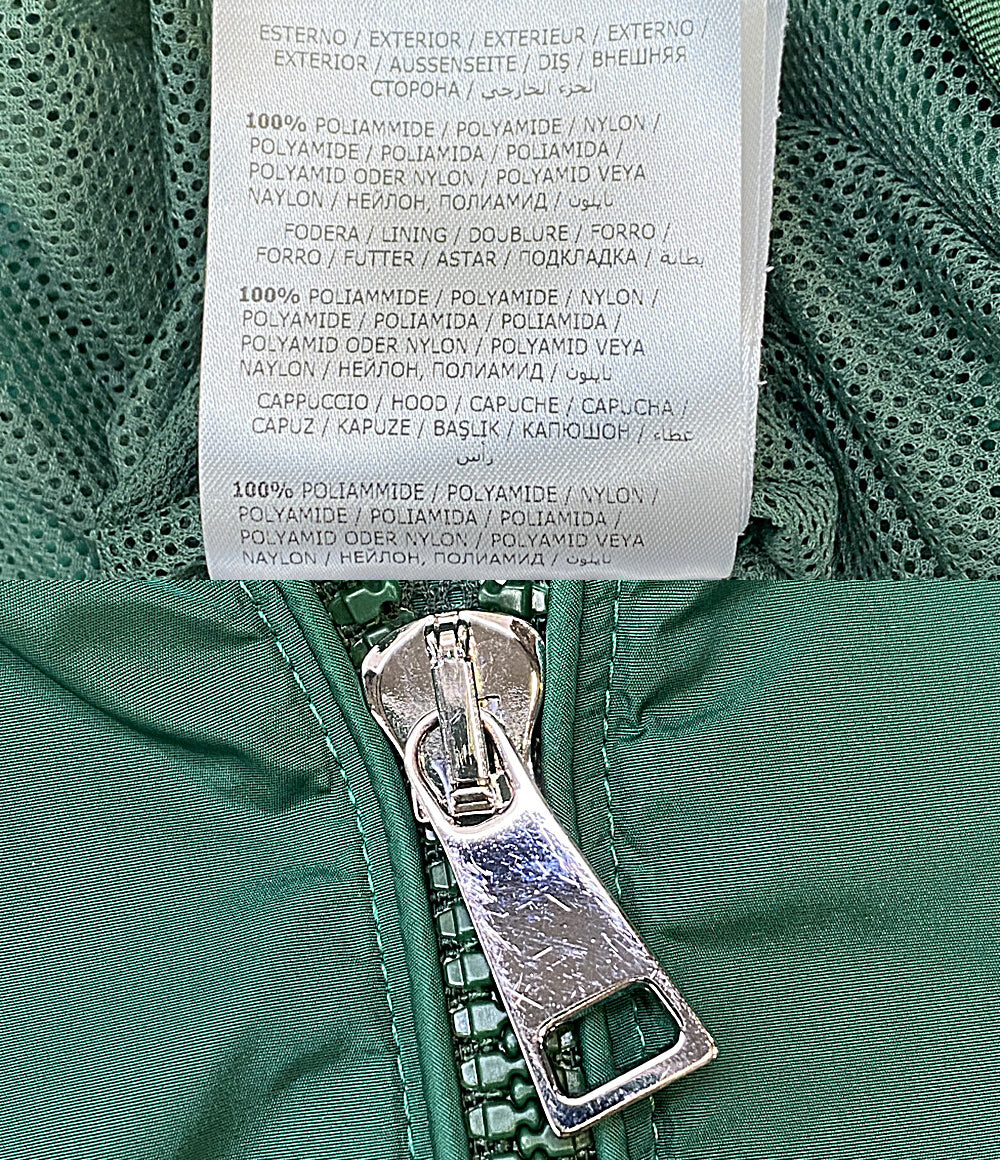 ESTERNO / EXTERIOR / EXTERIEUR / EXTERNO /
EXTERIOR / AUSSENSEITE / DIŞ / ВНЕШНЯЯ
СТОРОНА / الجزء الخارجي
100% POLIAMMIDE / POLYAMIDE / NYLON /
POLYAMIDE / POLIAMIDA / POLIAMIDA /
POLYAMID ODER NYLON / POLYAMID VEYA
NAYLON / НЕЙЛОН, ПОЛИАМИД / نايلون
FODERA / LINING / DOUBLURE / FORRO /
FORRO / FUTTER / ASTAR / ПОДКЛАДКА / بطانة
100% POLIAMMIDE / POLYAMIDE / NYLON /
POLYAMIDE / POLIAMIDA / POLIAMIDA /
POLYAMID ODER NYLON / POLYAMID VEYA
NAYLON / НЕЙЛОН, ПОЛИАМИД / نايلون
CAPPUCCIO / HOOD / CAPUCHE / CAPUCHA /
CAPUZ / KAPUZE / BAŞLIK / КАПЮШОН / غطاء
راس
100% POLIAMMIDE / POLYAMIDE / NYLON /
POLYAMIDE / POLIAMIDA / POLIAMIDA /
POLYAMID ODER NYLON / POLYAMID VEYA
NAYLON / НЕЙЛОН, ПОЛИАМИД / نايلون